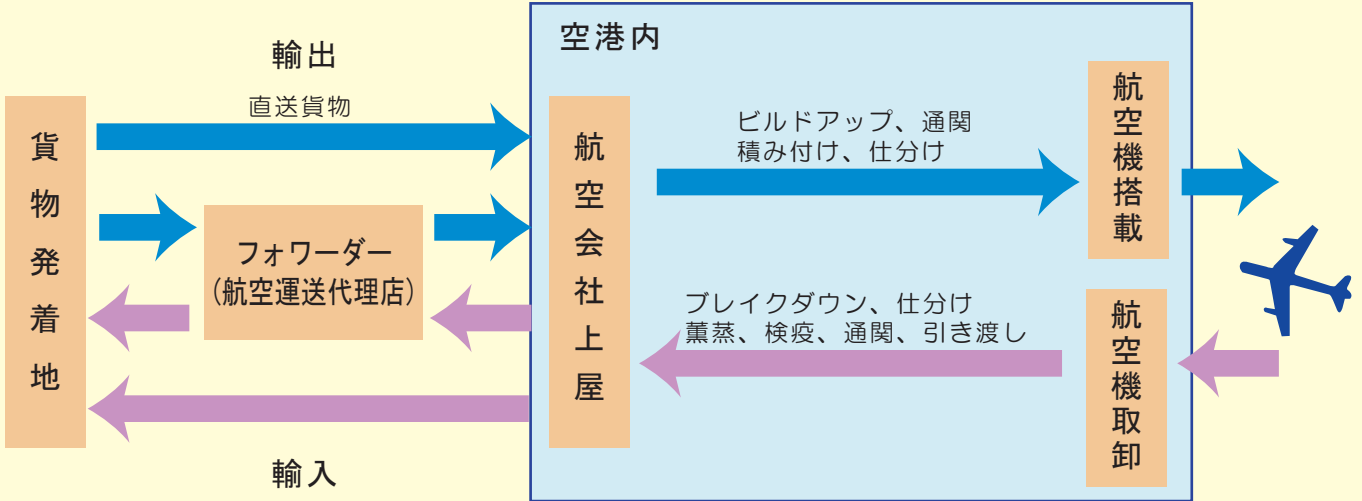 空港内
輸出
直送貨物
貨物発着地
フォワーダー
(航空運送代理店)
航空会社上屋
ビルドアップ、通関
積み付け、仕分け
航空機搭載
ブレイクダウン、仕分け
薫蒸、検疫、通関、引き渡し
航空機取卸
輸入